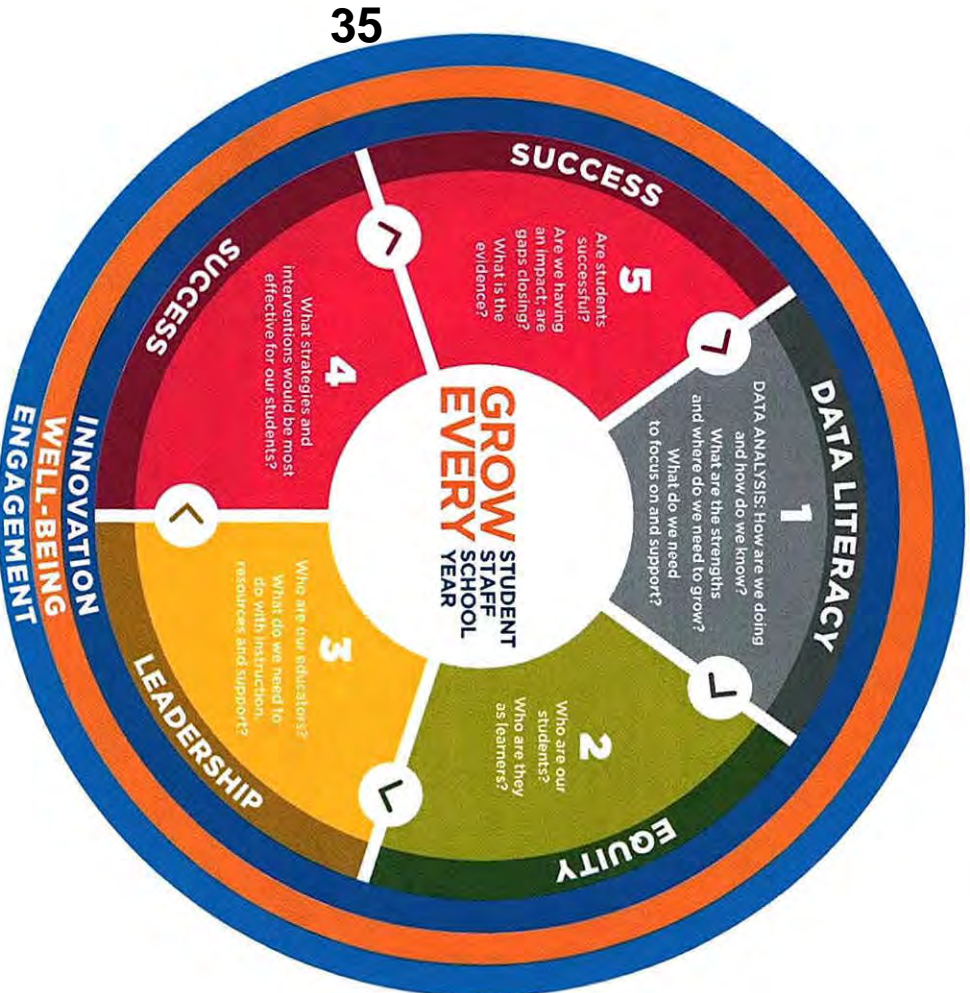 35
DATA LITERACY
1
DATA ANALYSIS: How are we doing
and how do we know?
What are the strengths
and where do we need to grow?
What do we need
to focus on and support?
EQUITY
2
Who are our
students?
Who are they
as learners?
LEADERSHIP
3
Who are our educators?
What do we need to
do with instruction,
resources and support?
SUCCESS
4
What strategies and
interventions would be most
effective for our students?
SUCCESS
5
Are students
successful?
Are we having
an impact; are
gaps closing?
What is the
evidence?
GROW
EVERY
STUDENT
STAFF
SCHOOL
YEAR
INNOVATION
WELL-BEING
ENGAGEMENT